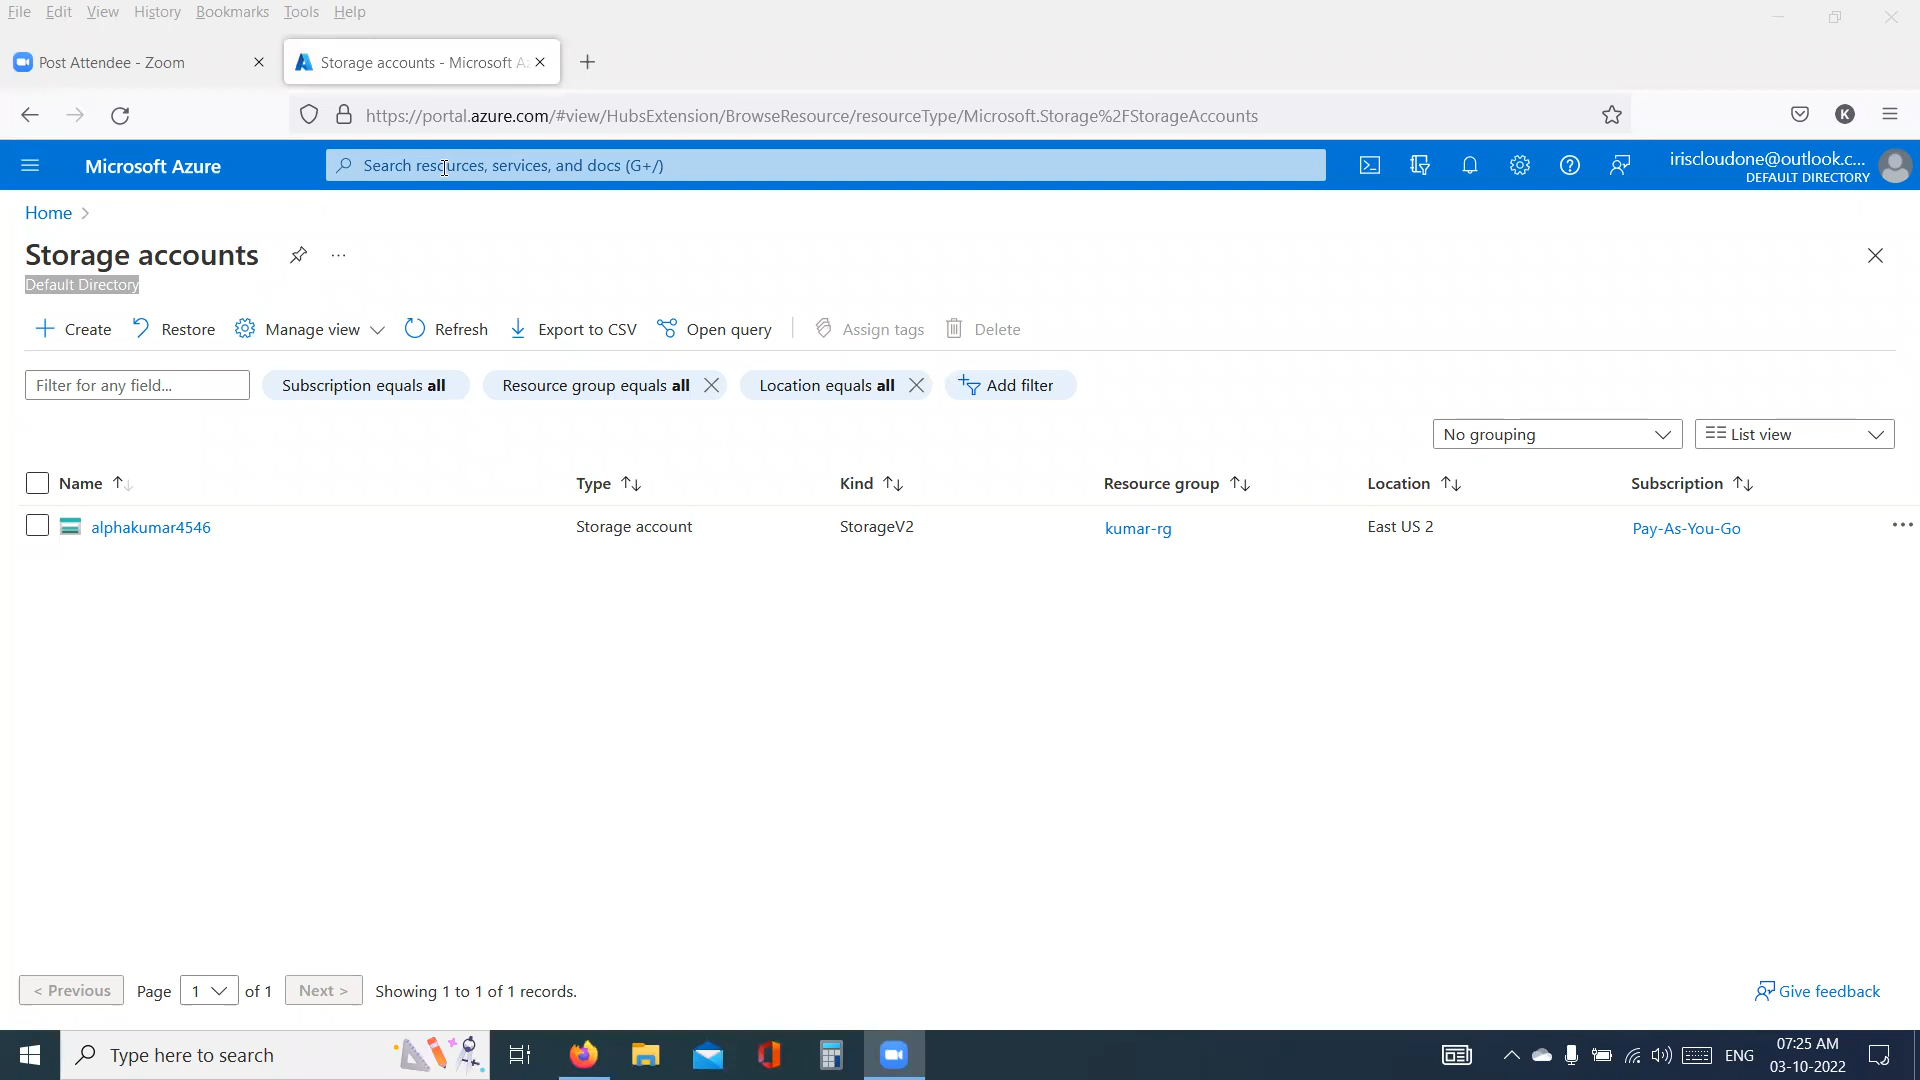 File Edit View History Bookmarks Tools Help
Post Attendee - Zoom
Storage accounts - Microsoft Az
https://portal.azure.com/#view/HubsExtension/BrowseResource/resourceType/Microsoft.Storage%2FStorageAccounts
K
Microsoft Azure
Search resources, services, and docs (G+/)
iriscloudone@outlook.c...
DEFAULT DIRECTORY
Home
Storage accounts
Default Directory
Create Restore Manage view Refresh Export to CSV Open query Assign tags Delete
Filter for any field... Subscription equals all Resource group equals all Location equals all Add filter
No grouping List view
Name Type Kind Resource group Location Subscription
alphakumar4546 Storage account StorageV2 kumar-rg East US 2 Pay-As-You-Go
< Previous Page 1 of 1 Next > Showing 1 to 1 of 1 records. Give feedback
Type here to search
ENG
07:25 AM
03-10-2022